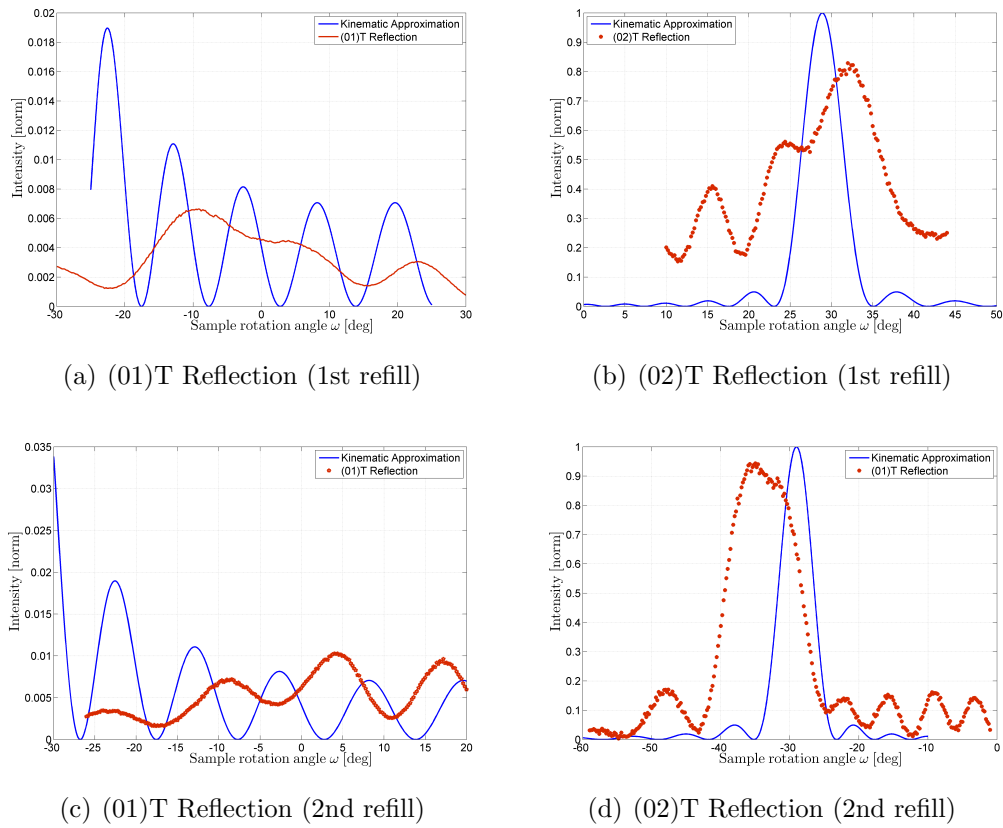 0.02
0.018
0.016
0.014
0.012
0.01
0.008
0.006
0.004
0.002
0
Intensity [norm]
Kinematic Approximation
(01)T Reflection
-30 -20 -10 0 10 20 30
Sample rotation angle ω [deg]
(a) (01)T Reflection (1st refill)
1
0.9
0.8
0.7
0.6
0.5
0.4
0.3
0.2
0.1
0
Intensity [norm]
Kinematic Approximation
(02)T Reflection
0 5 10 15 20 25 30 35 40 45 50
Sample rotation angle ω [deg]
(b) (02)T Reflection (1st refill)
0.035
0.03
0.025
0.02
0.015
0.01
0.005
0
Intensity [norm]
Kinematic Approximation
(01)T Reflection
-30 -25 -20 -15 -10 -5 0 5 10 15 20
Sample rotation angle ω [deg]
(c) (01)T Reflection (2nd refill)
1
0.9
0.8
0.7
0.6
0.5
0.4
0.3
0.2
0.1
0
Intensity [norm]
Kinematic Approximation
(01)T Reflection
-60 -50 -40 -30 -20 -10 0
Sample rotation angle ω [deg]
(d) (02)T Reflection (2nd refill)